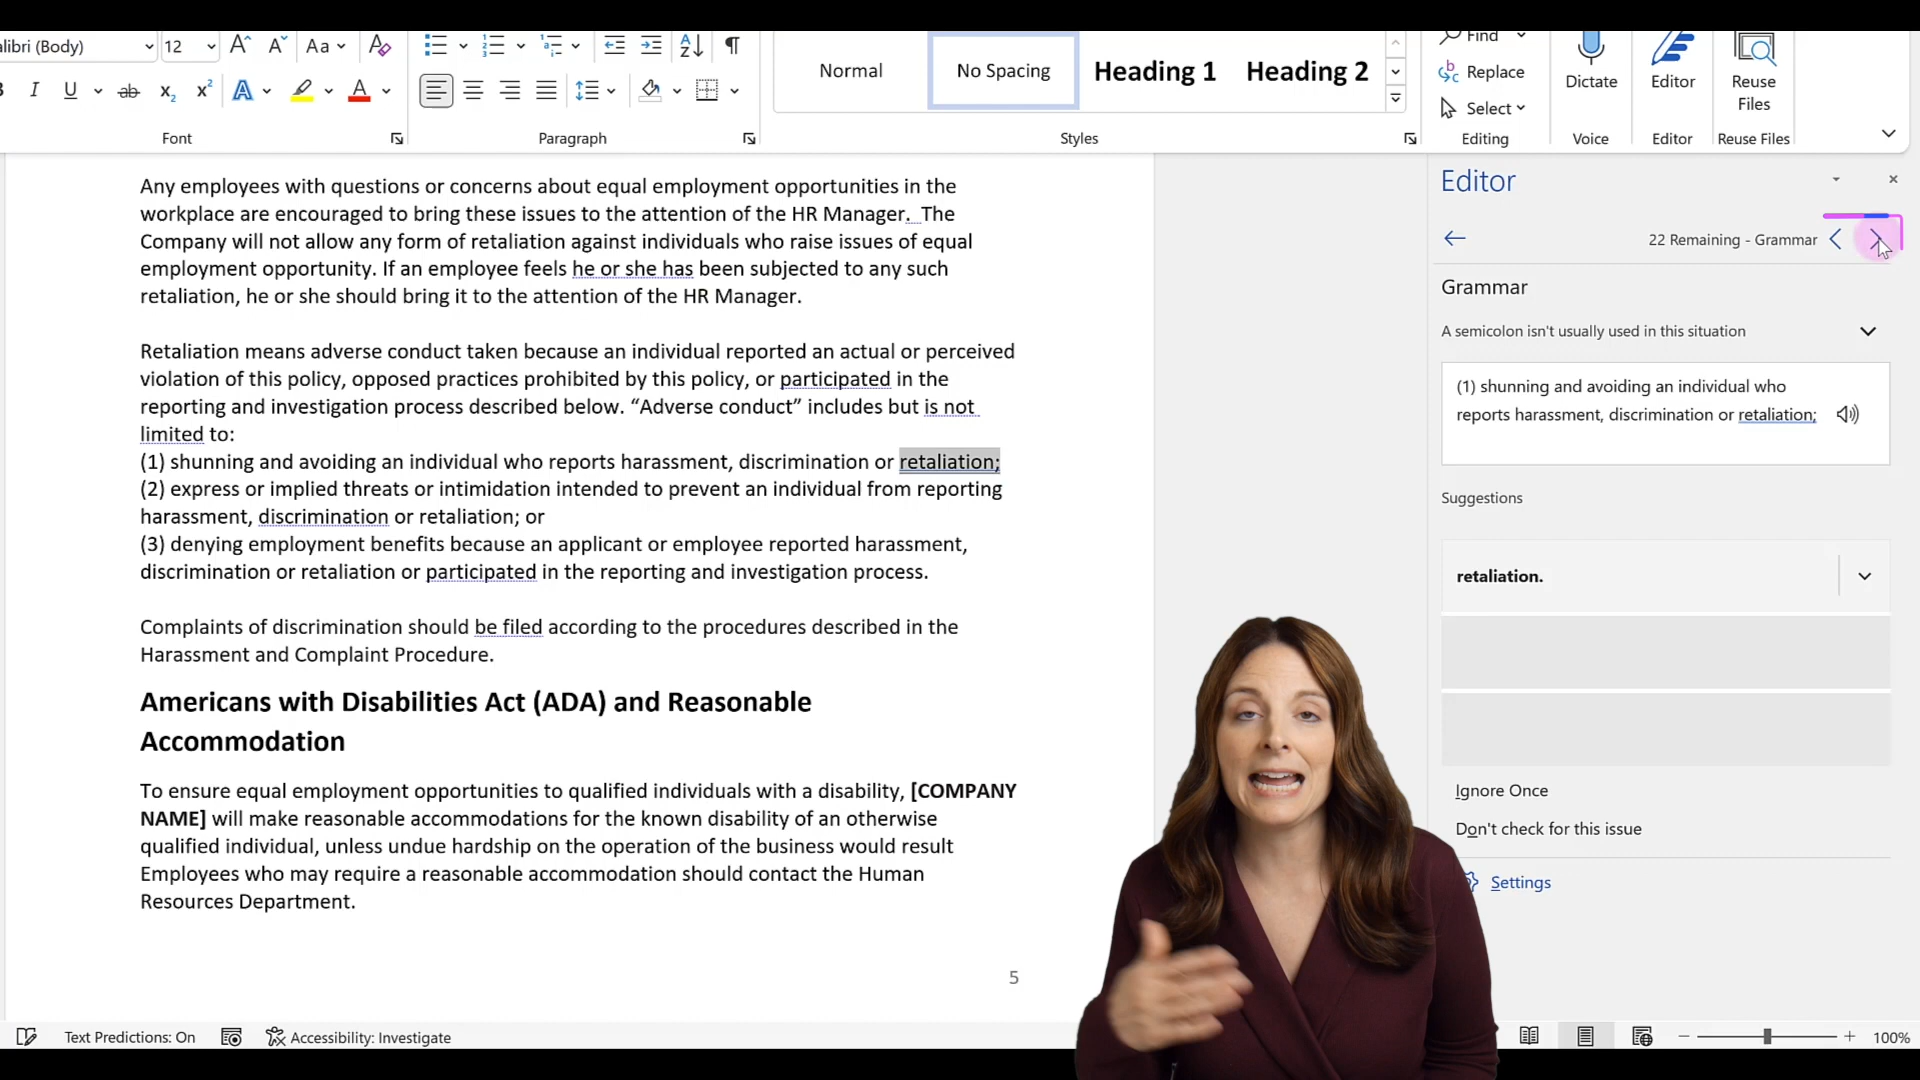 alibri (Body)
12
Aa
Font
Paragraph
Normal
No Spacing
Heading 1
Heading 2
Styles
Find
Replace
Select
Editing
Dictate
Voice
Editor
Editor
Reuse
Files
Reuse Files
Any employees with questions or concerns about equal employment opportunities in the
workplace are encouraged to bring these issues to the attention of the HR Manager.  The
Company will not allow any form of retaliation against individuals who raise issues of equal
employment opportunity. If an employee feels he or she has been subjected to any such
retaliation, he or she should bring it to the attention of the HR Manager.
Retaliation means adverse conduct taken because an individual reported an actual or perceived
violation of this policy, opposed practices prohibited by this policy, or participated in the
reporting and investigation process described below. “Adverse conduct” includes but is not
limited to:
(1) shunning and avoiding an individual who reports harassment, discrimination or retaliation;
(2) express or implied threats or intimidation intended to prevent an individual from reporting
harassment, discrimination or retaliation; or
(3) denying employment benefits because an applicant or employee reported harassment,
discrimination or retaliation or participated in the reporting and investigation process.
Complaints of discrimination should be filed according to the procedures described in the
Harassment and Complaint Procedure.
Americans with Disabilities Act (ADA) and Reasonable
Accommodation
To ensure equal employment opportunities to qualified individuals with a disability, [COMPANY
NAME] will make reasonable accommodations for the known disability of an otherwise
qualified individual, unless undue hardship on the operation of the business would result
Employees who may require a reasonable accommodation should contact the Human
Resources Department.
5
Editor
22 Remaining - Grammar
Grammar
A semicolon isn't usually used in this situation
(1) shunning and avoiding an individual who
reports harassment, discrimination or retaliation;
Suggestions
retaliation.
Ignore Once
Don't check for this issue
Settings
Text Predictions: On
Accessibility: Investigate
100%